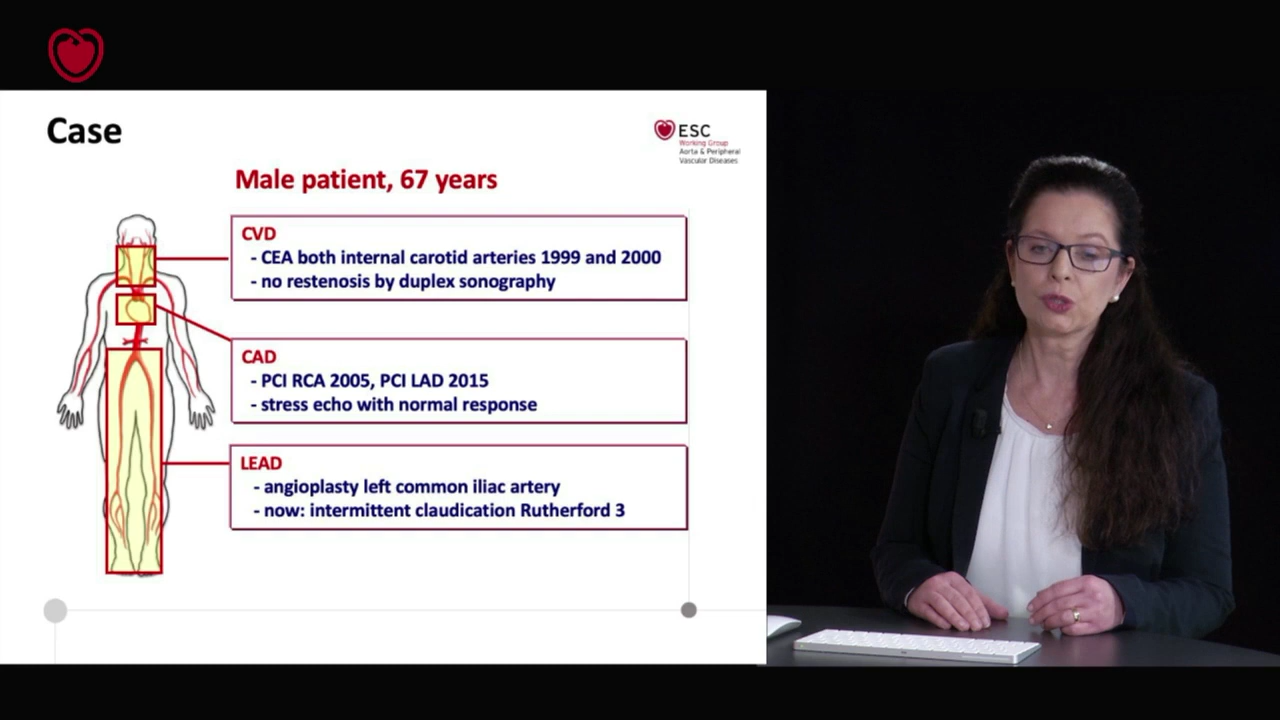 Case
ESC
Working Group
Aorta & Peripheral
Vascular Diseases
Male patient, 67 years
CVD
- CEA both internal carotid arteries 1999 and 2000
- no restenosis by duplex sonography
CAD
- PCI RCA 2005, PCI LAD 2015
- stress echo with normal response
LEAD
- angioplasty left common iliac artery
- now: intermittent claudication Rutherford 3